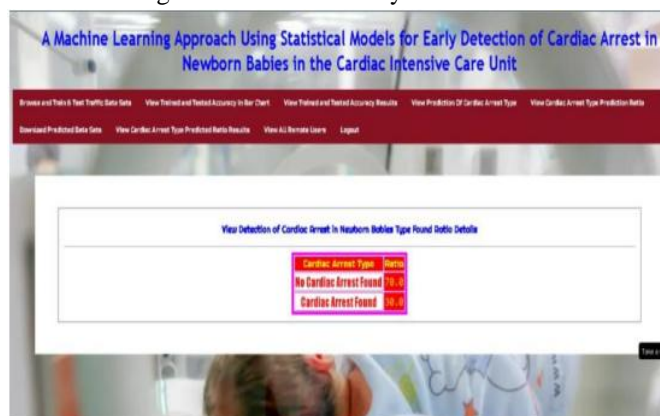 A Machine Learning Approach Using Statistical Models for Early Detection of Cardiac Arrest in
Newborn Babies in the Cardiac Intensive Care Unit
Browse and Train & Test Traffic Data Sets View Trained and Tested Accuracy in Bar Chart View Trained and Tested Accuracy Results View Prediction Of Cardiac Arrest Type View Cardiac Arrest Type Prediction Ratio
Download Predicted Data Sets View Cardiac Arrest Type Predicted Ratio Results View All Remote Users Logout
View Detection of Cardiac Arrest in Newborn Babies Type Found Ratio Details
Cardiac Arrest Type Ratio
No Cardiac Arrest Found 70.0
Cardiac Arrest Found 30.0